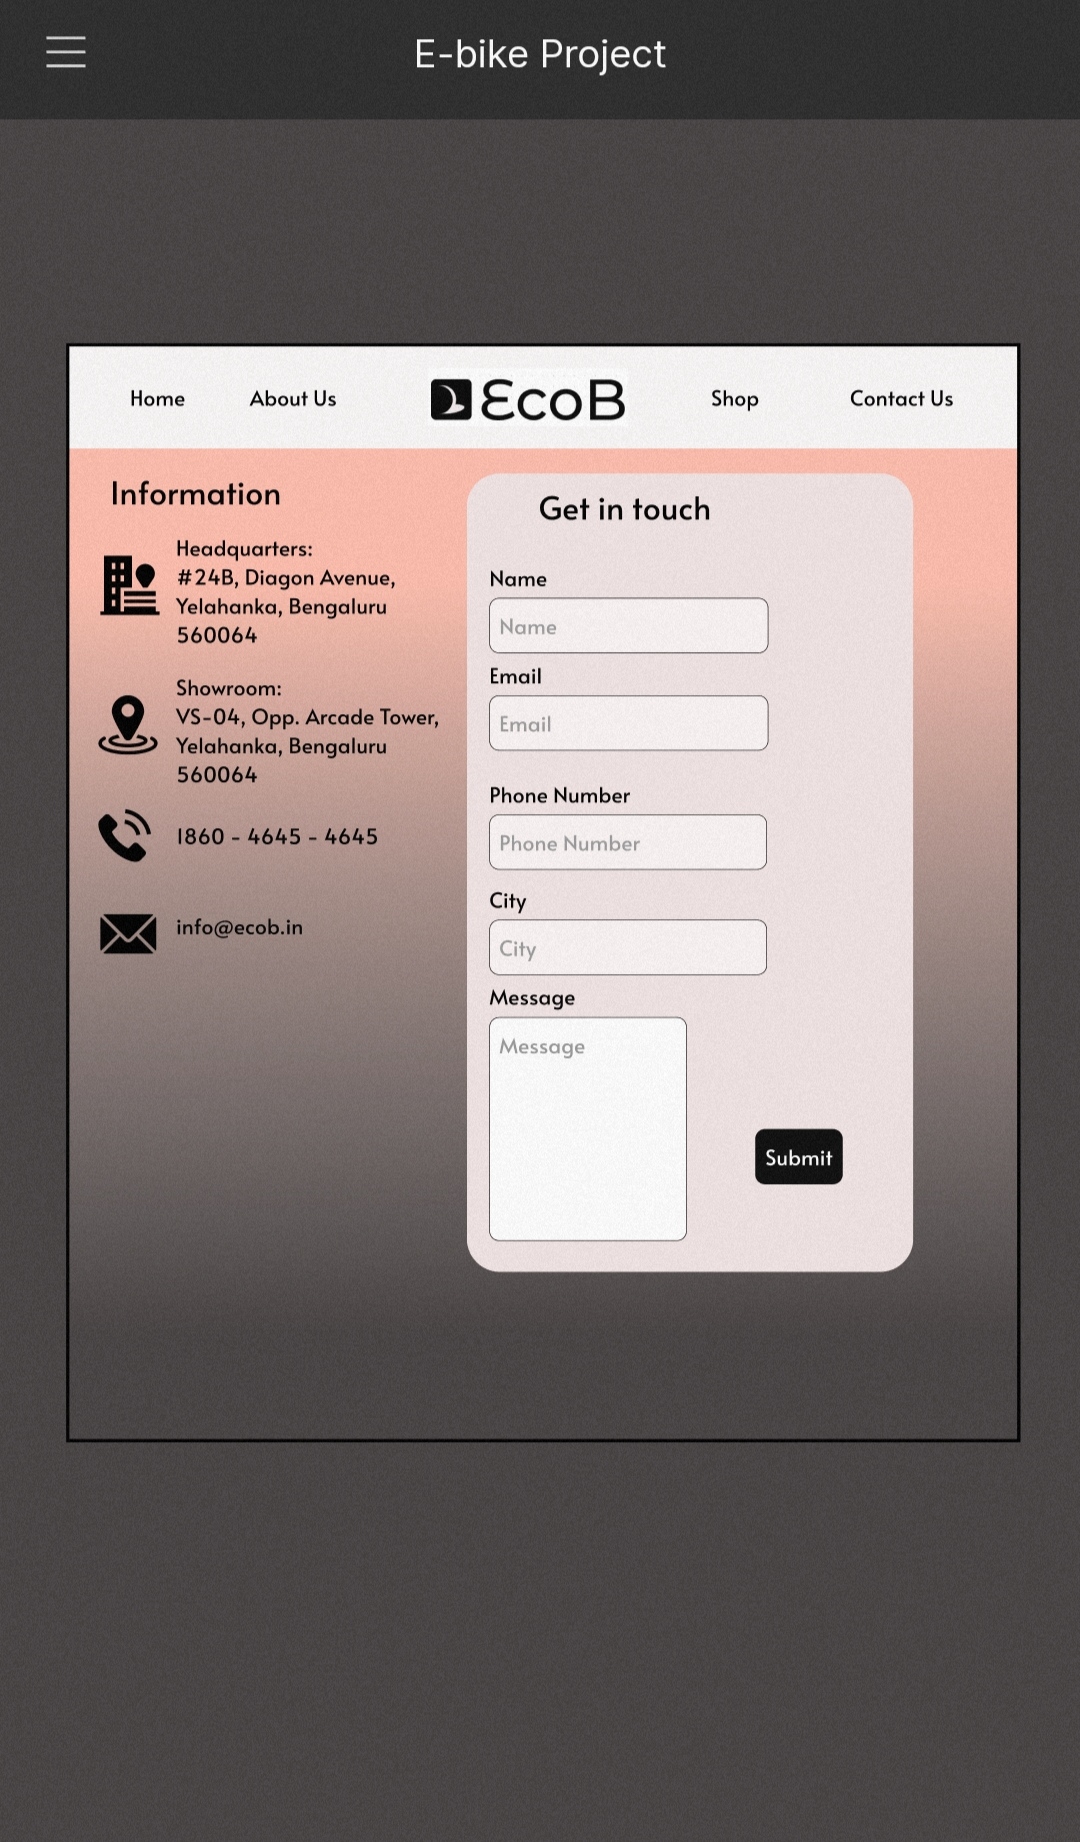 E-bike Project
Home
About Us
EcoB
Shop
Contact Us
Information
Headquarters:
#24B, Diagon Avenue,
Yelahanka, Bengaluru
560064
Showroom:
VS-04, Opp. Arcade Tower,
Yelahanka, Bengaluru
560064
1860 - 4645 - 4645
info@ecob.in
Get in touch
Name
Name
Email
Email
Phone Number
Phone Number
City
City
Message
Message
Submit